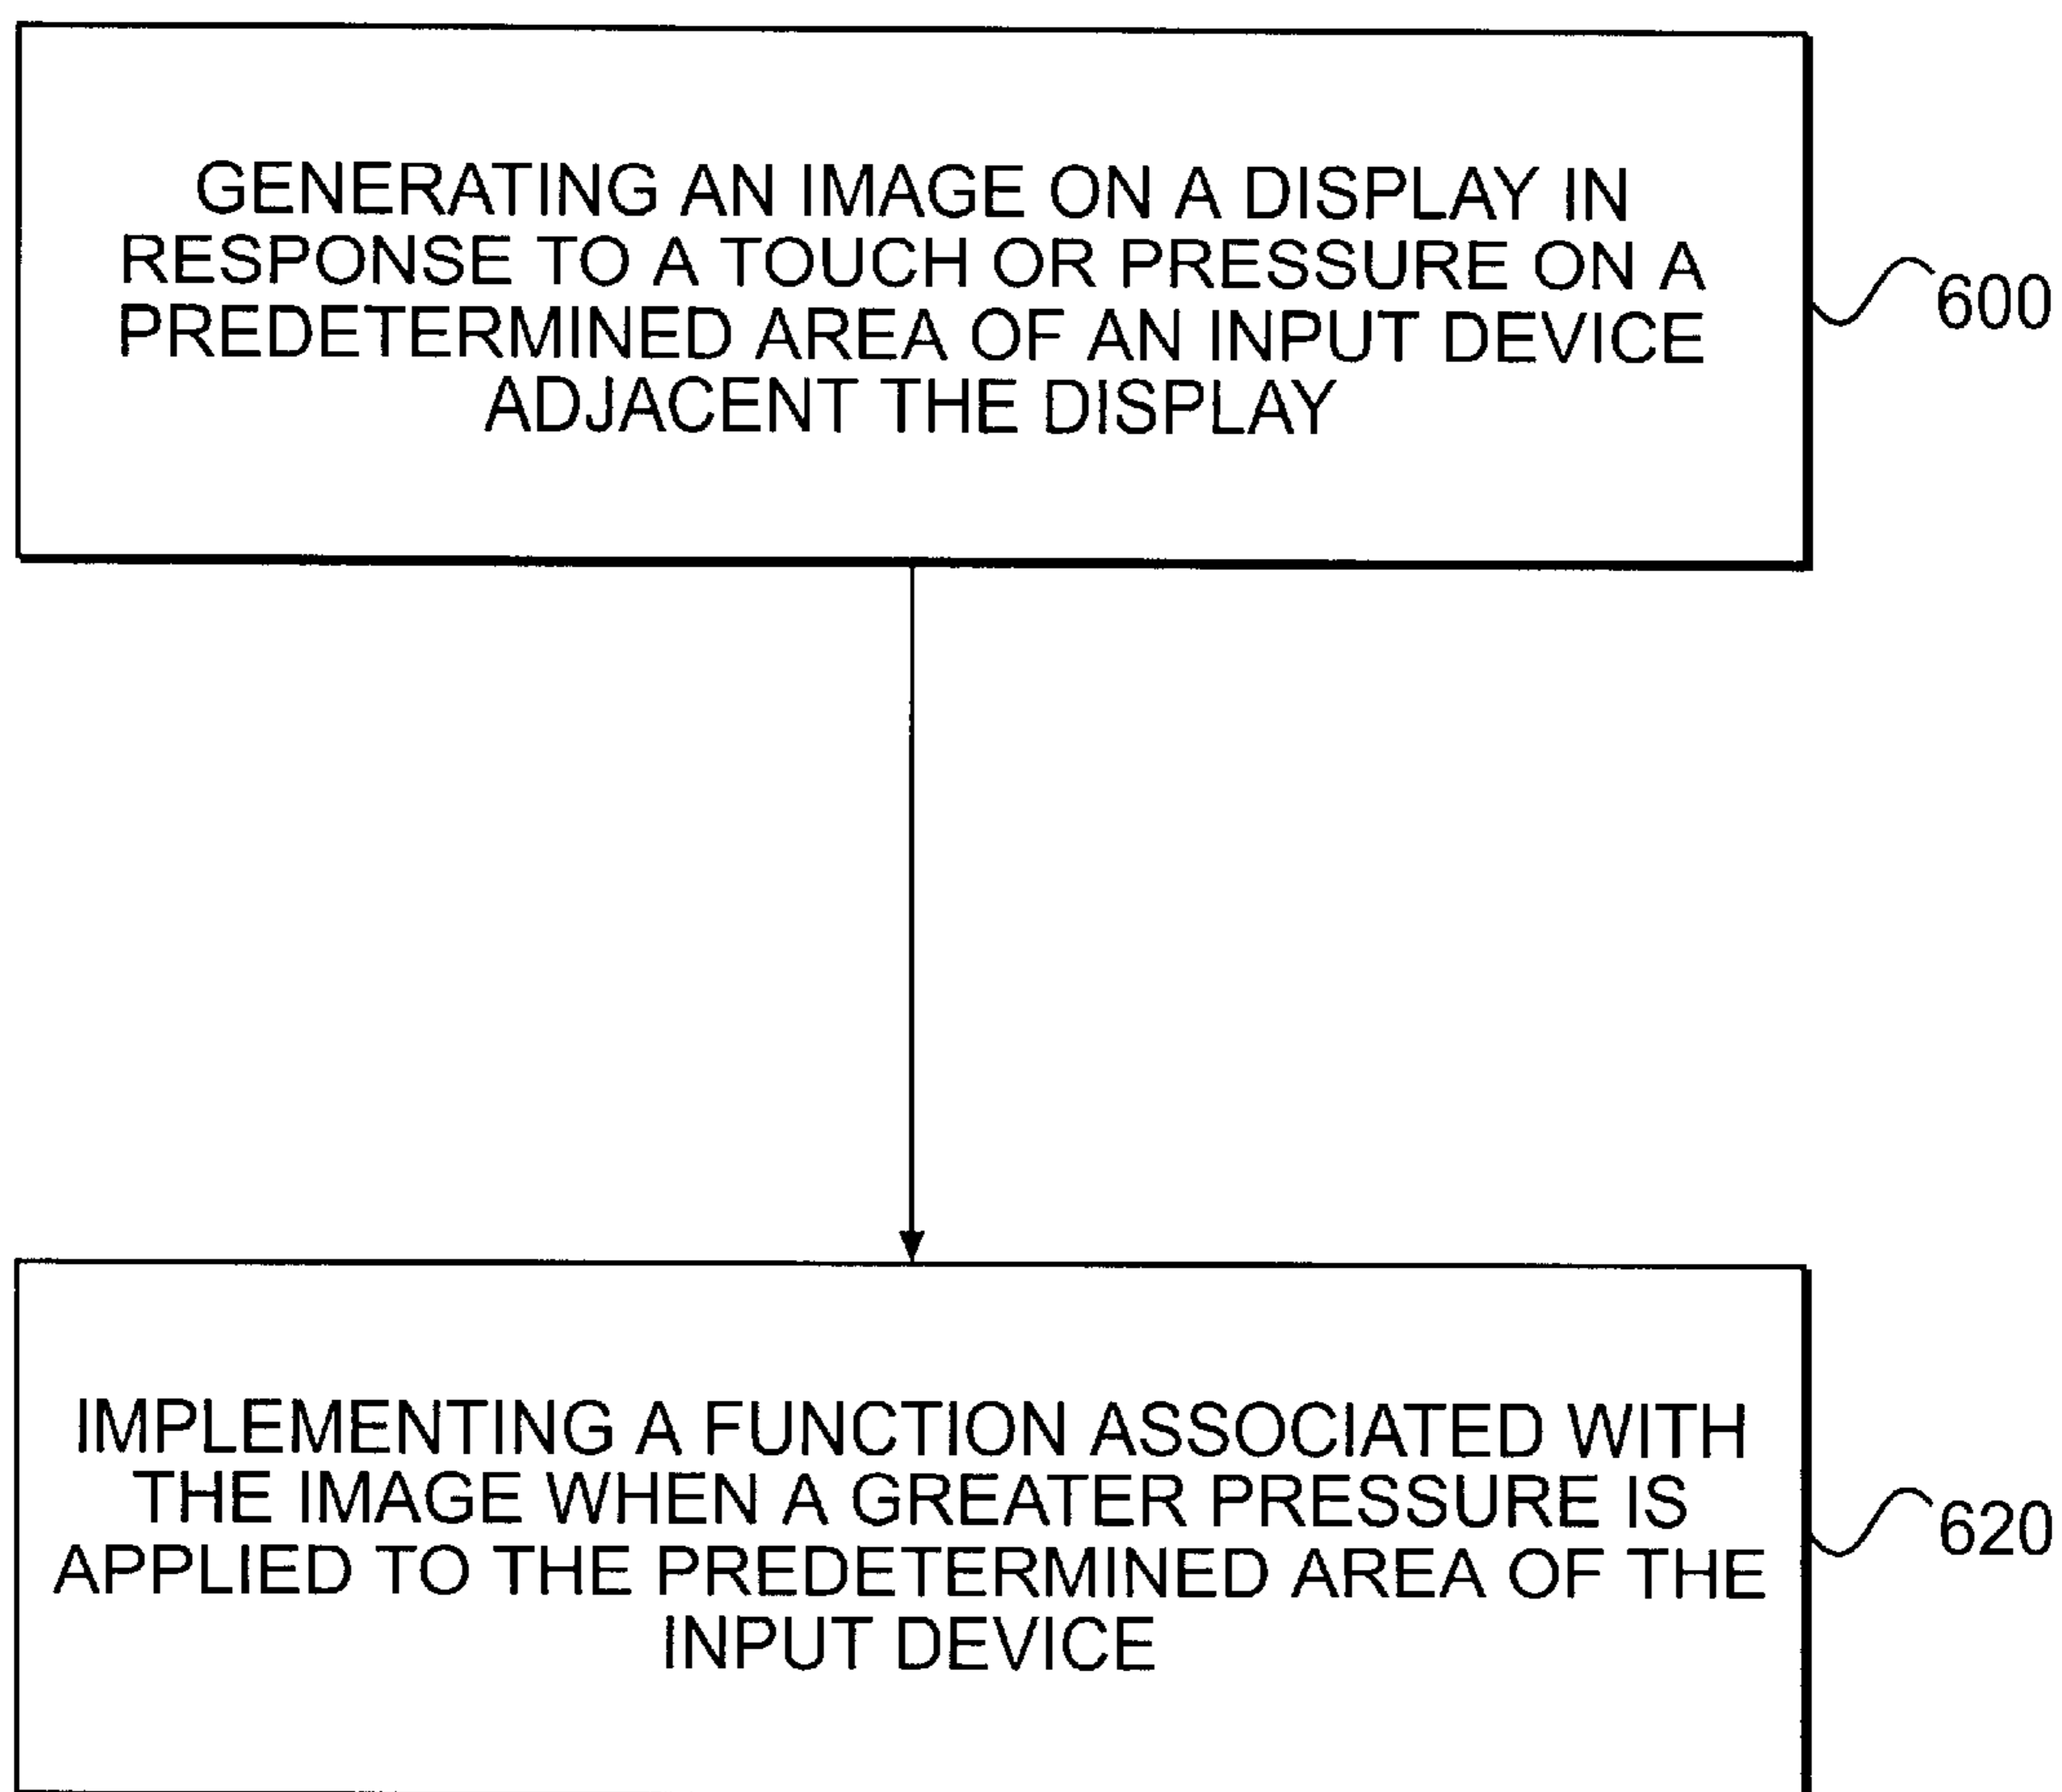 GENERATING AN IMAGE ON A DISPLAY IN
RESPONSE TO A TOUCH OR PRESSURE ON A
PREDETERMINED AREA OF AN INPUT DEVICE
ADJACENT THE DISPLAY
600
IMPLEMENTING A FUNCTION ASSOCIATED WITH
THE IMAGE WHEN A GREATER PRESSURE IS
APPLIED TO THE PREDETERMINED AREA OF THE
INPUT DEVICE
620